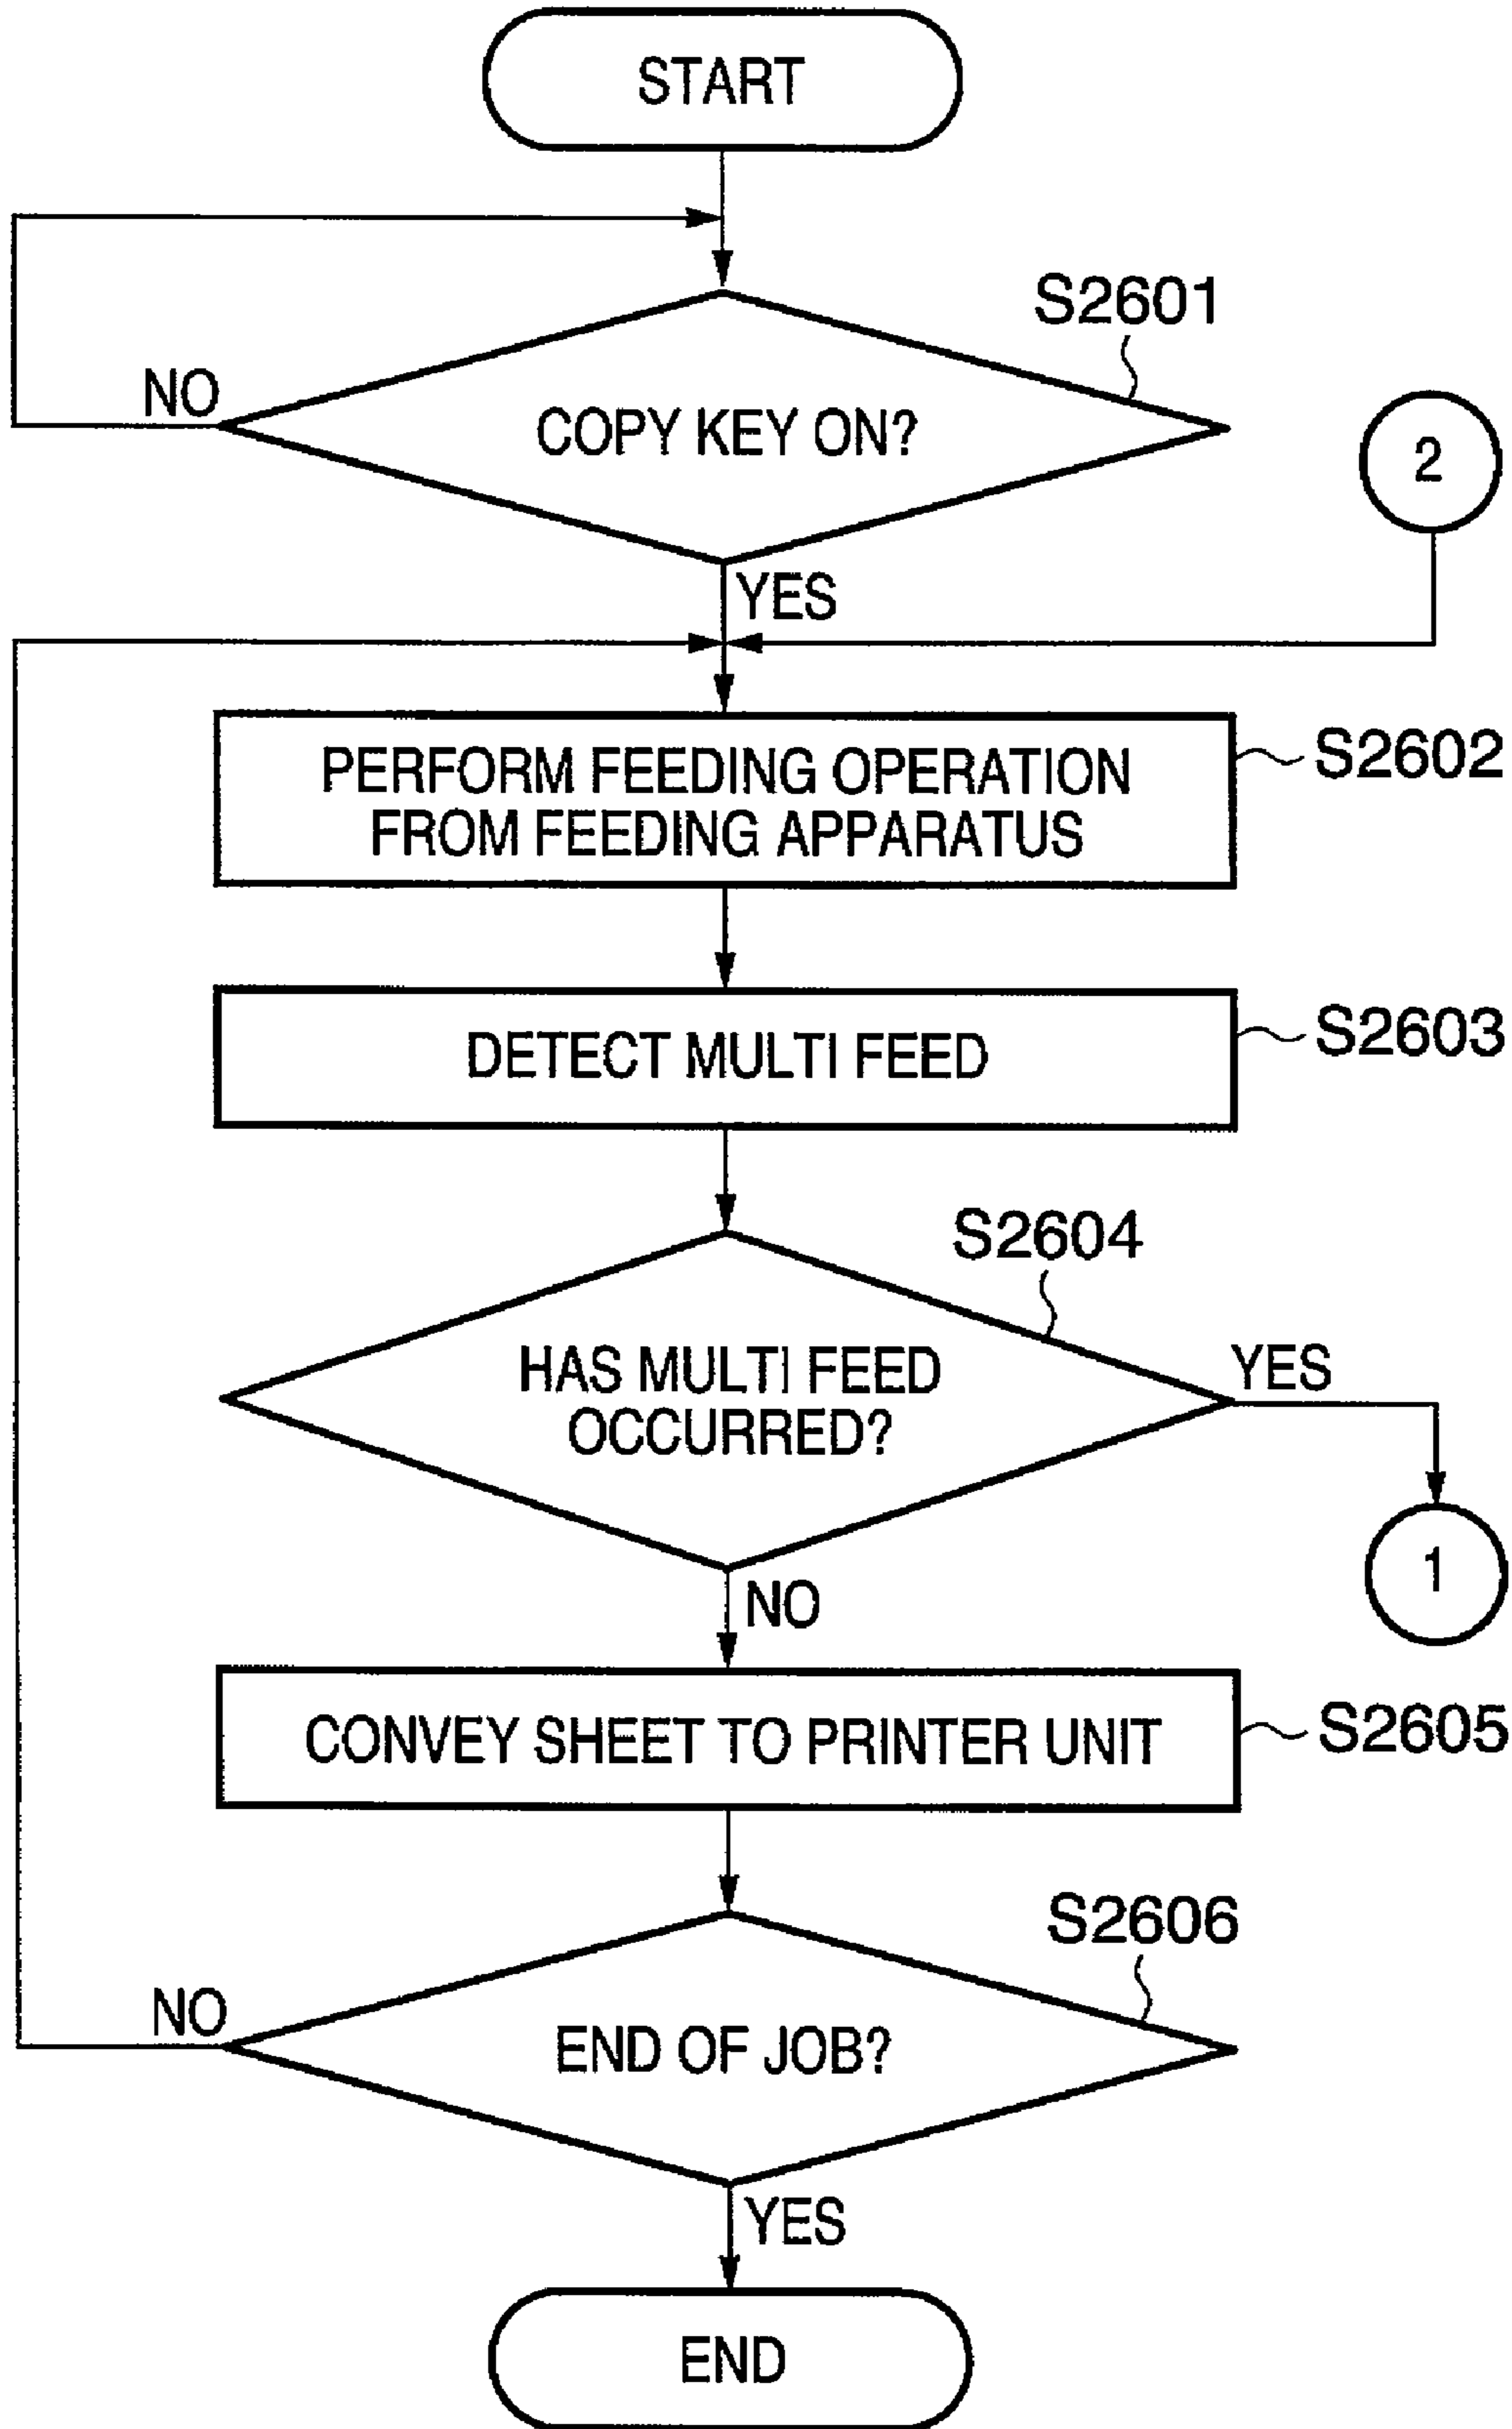 START
S2601
NO
COPY KEY ON?
2
YES
PERFORM FEEDING OPERATION
FROM FEEDING APPARATUS
S2602
DETECT MULTI FEED
S2603
S2604
HAS MULTI FEED
OCCURRED?
YES
1
NO
CONVEY SHEET TO PRINTER UNIT
S2605
S2606
NO
END OF JOB?
YES
END